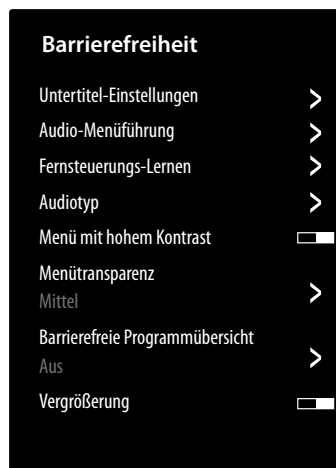 Barrierefreiheit
Untertitel-Einstellungen
Audio-Menüführung
Fernsteuerungs-Lernen
Audiotyp
Menü mit hohem Kontrast
Menütransparenz
Mittel
Barrierefreie Programmübersicht
Aus
Vergrößerung